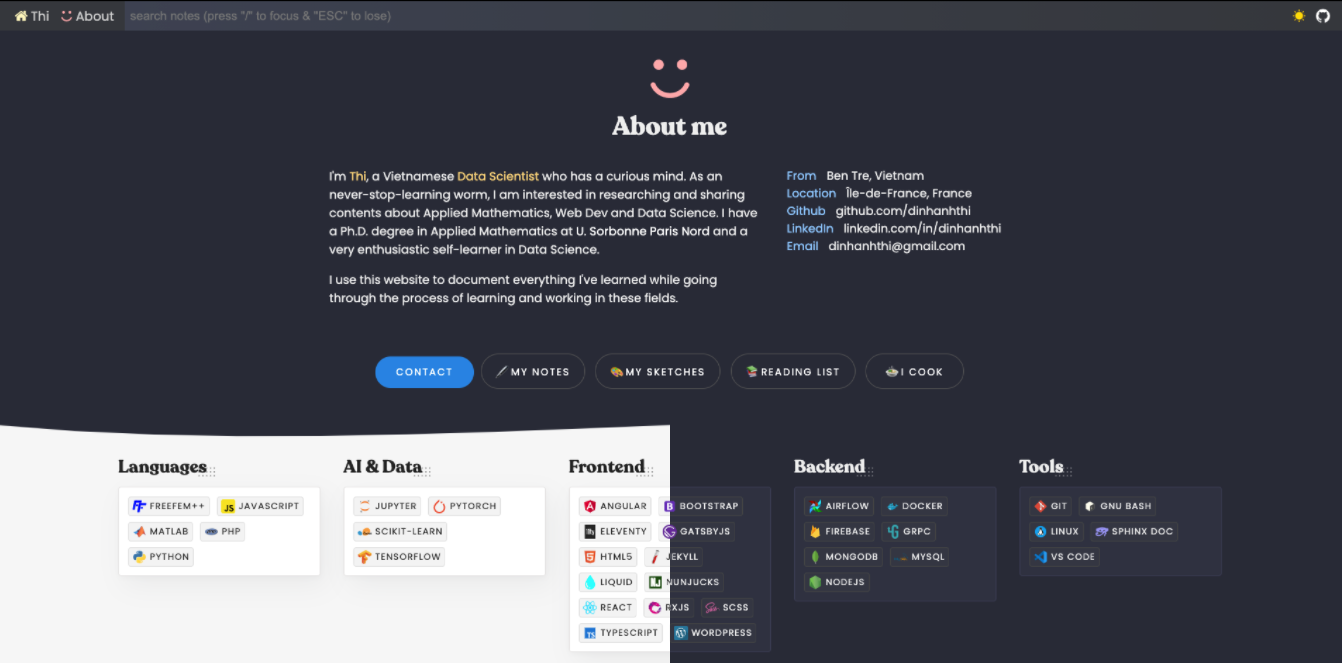 Thi About search notes (press "/" to focus & "ESC" to lose)
About me
I'm Thi, a Vietnamese Data Scientist who has a curious mind. As an
never-stop-learning worm, I am interested in researching and sharing
contents about Applied Mathematics, Web Dev and Data Science. I have
a Ph.D. degree in Applied Mathematics at U. Sorbonne Paris Nord and a
very enthusiastic self-learner in Data Science.
I use this website to document everything I've learned while going
through the process of learning and working in these fields.
From Ben Tre, Vietnam
Location Île-de-France, France
Github github.com/dinhanhthi
LinkedIn linkedin.com/in/dinhanhthi
Email dinhanhthi@gmail.com
CONTACT MY NOTES MY SKETCHES READING LIST I COOK
Languages
FREEFEM++ JAVASCRIPT
MATLAB PHP
PYTHON
AI & Data
JUPYTER PYTORCH
SCIKIT-LEARN
TENSORFLOW
Frontend
ANGULAR BOOTSTRAP
ELEVENTY GATSBYJS
HTML5 JEKYLL
LIQUID NUNJUCKS
REACT RXJS SCSS
TYPESCRIPT WORDPRESS
Backend
AIRFLOW DOCKER
FIREBASE GRPC
MONGODB MYSQL
NODEJS
Tools
GIT GNU BASH
LINUX SPHINX DOC
VS CODE